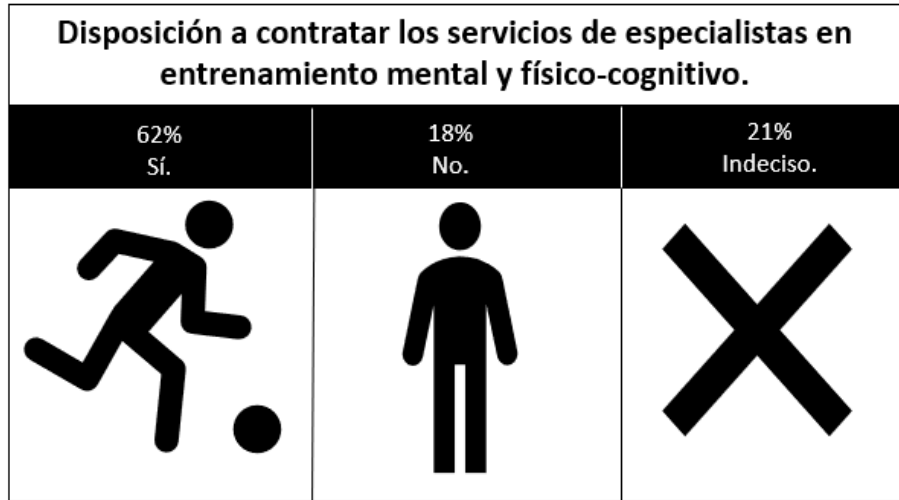 Disposición a contratar los servicios de especialistas en
entrenamiento mental y físico-cognitivo.
62%
Sí.
18%
No.
21%
Indeciso.